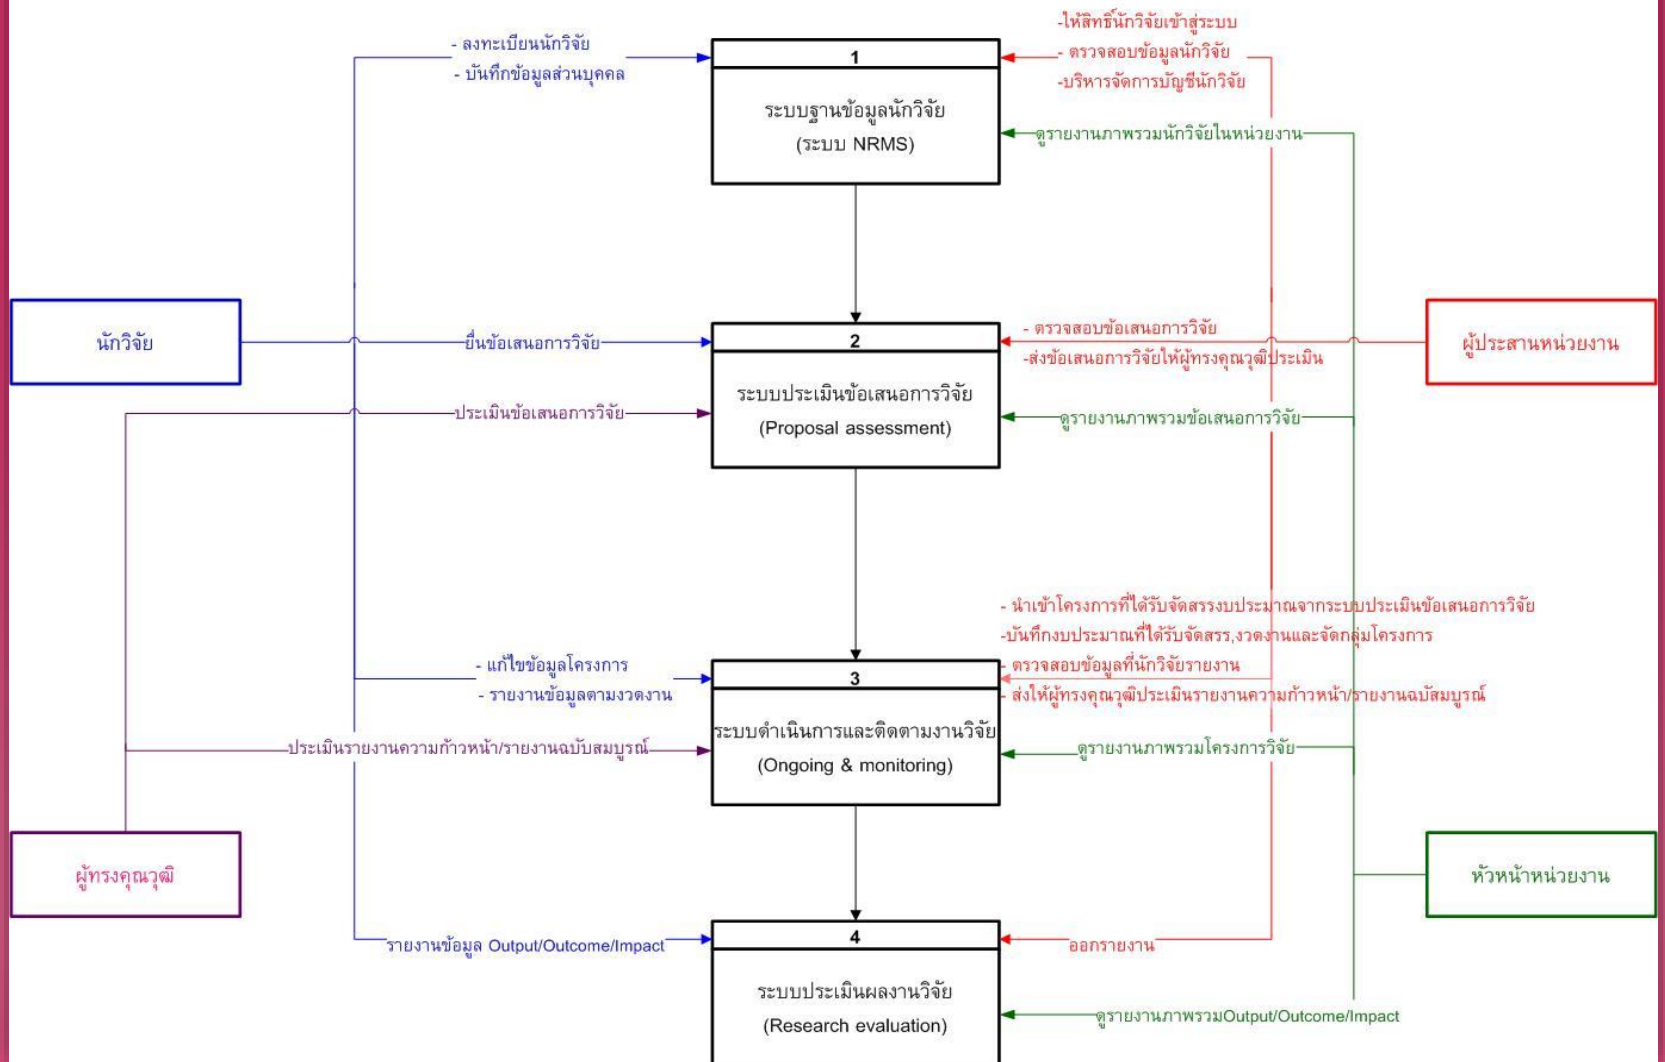 - ลงทะเบียนนักวิจัย
- บันทึกข้อมูลส่วนบุคคล
1
ระบบฐานข้อมูลนักวิจัย
(ระบบ NRMS)
-ให้สิทธิ์นักวิจัยเข้าสู่ระบบ
- ตรวจสอบข้อมูลนักวิจัย
-บริหารจัดการบัญชีนักวิจัย
ดูรายงานภาพรวมนักวิจัยในหน่วยงาน
นักวิจัย
ยื่นข้อเสนอการวิจัย
ประเมินข้อเสนอการวิจัย
2
ระบบประเมินข้อเสนอการวิจัย
(Proposal assessment)
- ตรวจสอบข้อเสนอการวิจัย
-ส่งข้อเสนอการวิจัยให้ผู้ทรงคุณวุฒิประเมิน
ดูรายงานภาพรวมข้อเสนอการวิจัย
ผู้ประสานหน่วยงาน
- แก้ไขข้อมูลโครงการ
- รายงานข้อมูลตามงวดงาน
ประเมินรายงานความก้าวหน้า/รายงานฉบับสมบูรณ์
3
ระบบดำเนินการและติดตามงานวิจัย
(Ongoing & monitoring)
- นำเข้าโครงการที่ได้รับจัดสรรงบประมาณจากระบบประเมินข้อเสนอการวิจัย
-บันทึกงบประมาณที่ได้รับจัดสรร,งวดงานและจัดกลุ่มโครงการ
- ตรวจสอบข้อมูลที่นักวิจัยรายงาน
- ส่งให้ผู้ทรงคุณวุฒิประเมินรายงานความก้าวหน้า/รายงานฉบัสมบูรณ์
ดูรายงานภาพรวมโครงการวิจัย
ผู้ทรงคุณวุฒิ
หัวหน้าหน่วยงาน
รายงานข้อมูล Output/Outcome/Impact
4
ระบบประเมินผลงานวิจัย
(Research evaluation)
ออกรายงาน
ดูรายงานภาพรวมOutput/Outcome/Impact